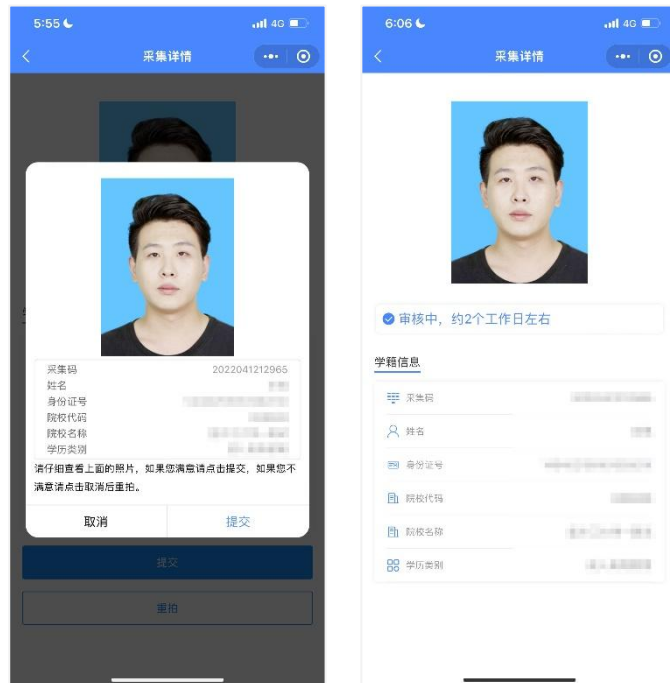 5:55
4G
采集详情
采集码 2022041212965
姓名
身份证号
院校代码
院校名称
学历类别
请仔细查看上面的照片，如果您满意请点击提交，如果您不
满意请点击取消后重拍。
取消 提交
提交
重拍
6:06
4G
采集详情
审核中，约2个工作日左右
学籍信息
采集码
姓名
身份证号
院校代码
院校名称
学历类别